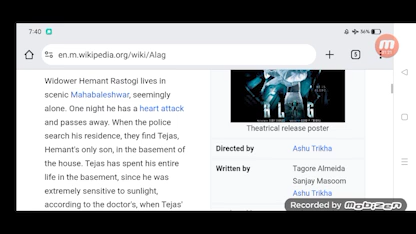 7:40
56%
en.m.wikipedia.org/wiki/Alag
5
Widower Hemant Rastogi lives in
scenic Mahabaleshwar, seemingly
alone. One night he has a heart attack
and passes away. When the police
search his residence, they find Tejas,
Hemant's only son, in the basement of
the house. Tejas has spent his entire
life in the basement, since he was
extremely sensitive to sunlight,
according to the doctor's, when Tejas'
ALAG
Theatrical release poster
Directed by Ashu Trikha
Written by Tagore Almeida
Sanjay Masoom
Ashu Trikha
Recorded by Mobizen